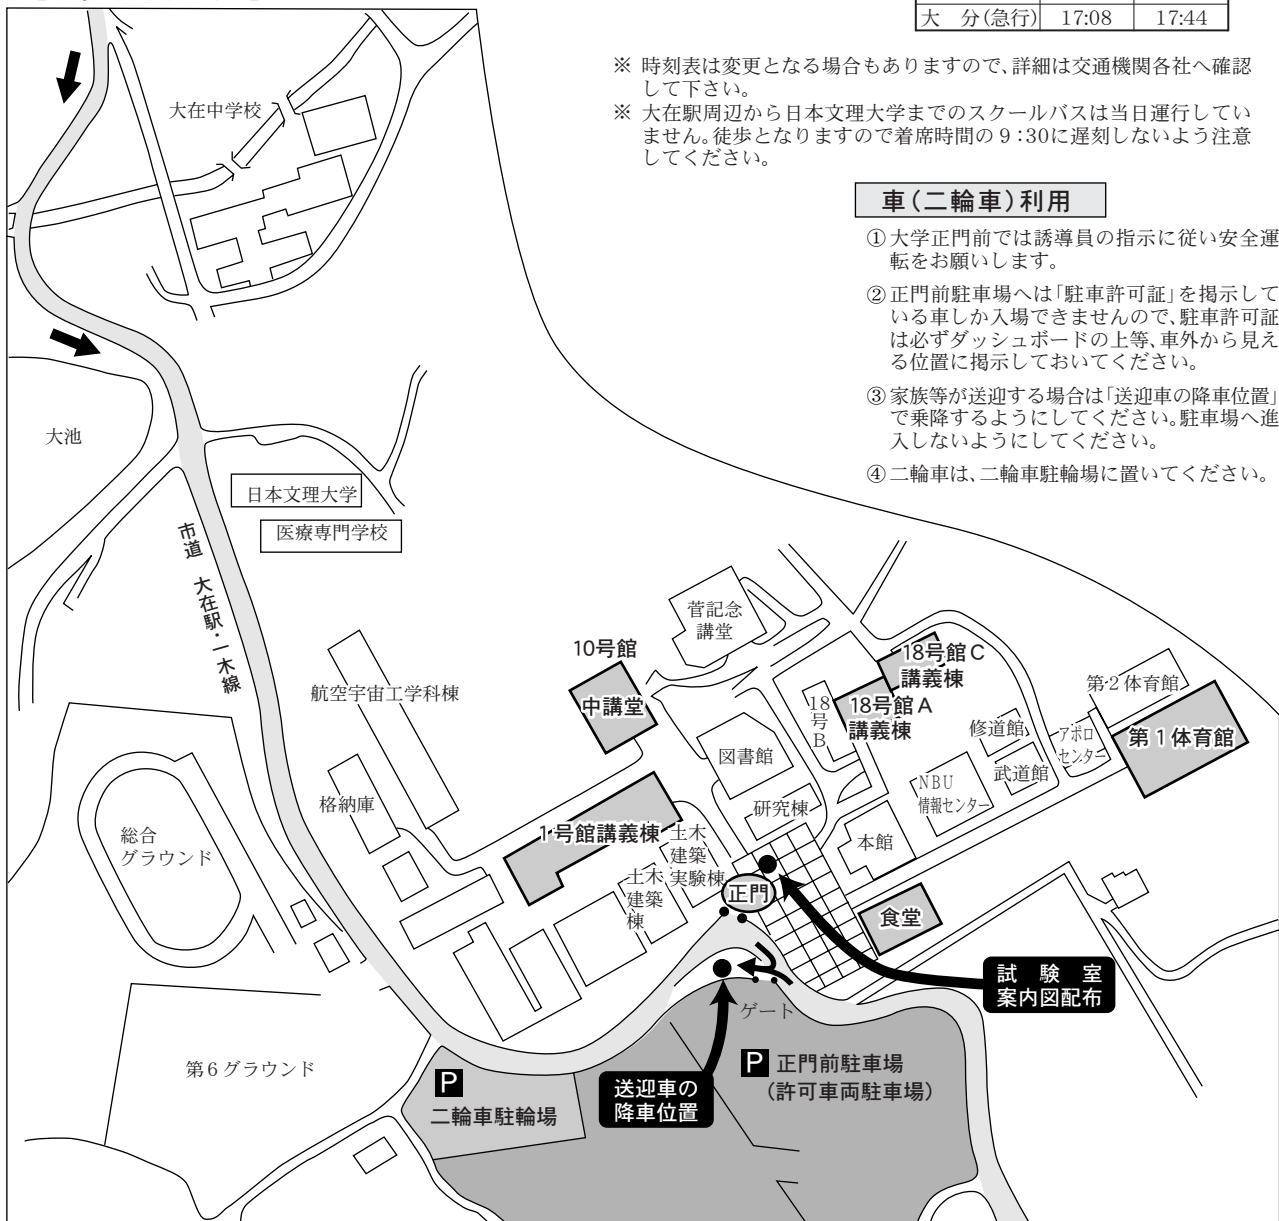 大　分(急行)　17:08　17:44
※ 時刻表は変更となる場合もありますので、詳細は交通機関各社へ確認
して下さい。
※ 大在駅周辺から日本文理大学までのスクールバスは当日運行してい
ません。徒歩となりますので着席時間の9:30に遅刻しないよう注意
してください。
車(二輪車)利用
①大学正門前では誘導員の指示に従い安全運
転をお願いします。
②正門前駐車場へは「駐車許可証」を掲示して
いる車しか入場できませんので、駐車許可証
は必ずダッシュボードの上等、車外から見え
る位置に掲示しておいてください。
③家族等が送迎する場合は「送迎車の降車位置」
で乗降するようにしてください。駐車場へ進
入しないようにしてください。
④二輪車は、二輪車駐輪場に置いてください。
大在中学校
大池
日本文理大学
医療専門学校
市道　大在駅・一木線
菅記念
講堂
10号館
中講堂
航空宇宙工学科棟
格納庫
総合
グラウンド
18号館C
講義棟
18号館A
講義棟
18号B
図書館
研究棟
修道館
武道館
NBU
情報センター
アポロ
センター
第2体育館
第1体育館
本館
食堂
1号館講義棟
土木
建築
実験棟
土木
建築
棟
正門
試験室
案内図配布
ゲート
第6グラウンド
P
二輪車駐輪場
送迎車の
降車位置
P 正門前駐車場
(許可車両駐車場)